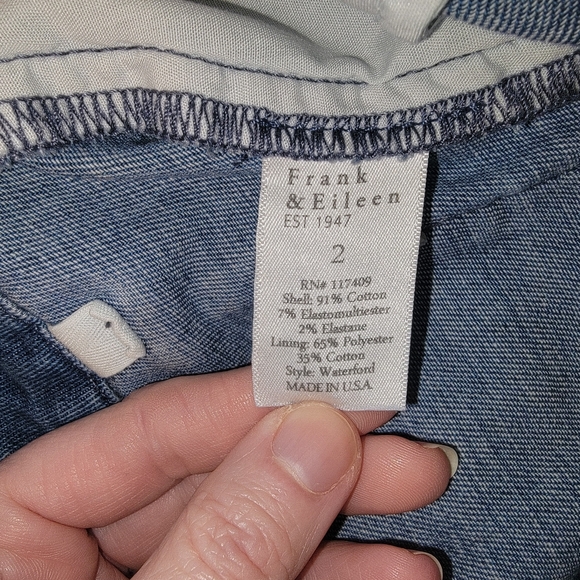 Frank
& Eileen
EST 1947
2
RN# 117409
Shell: 91% Cotton
7% Elastomultiester
2% Elastane
Lining: 65% Polyester
35% Cotton
Style: Waterford
MADE IN U.S.A.